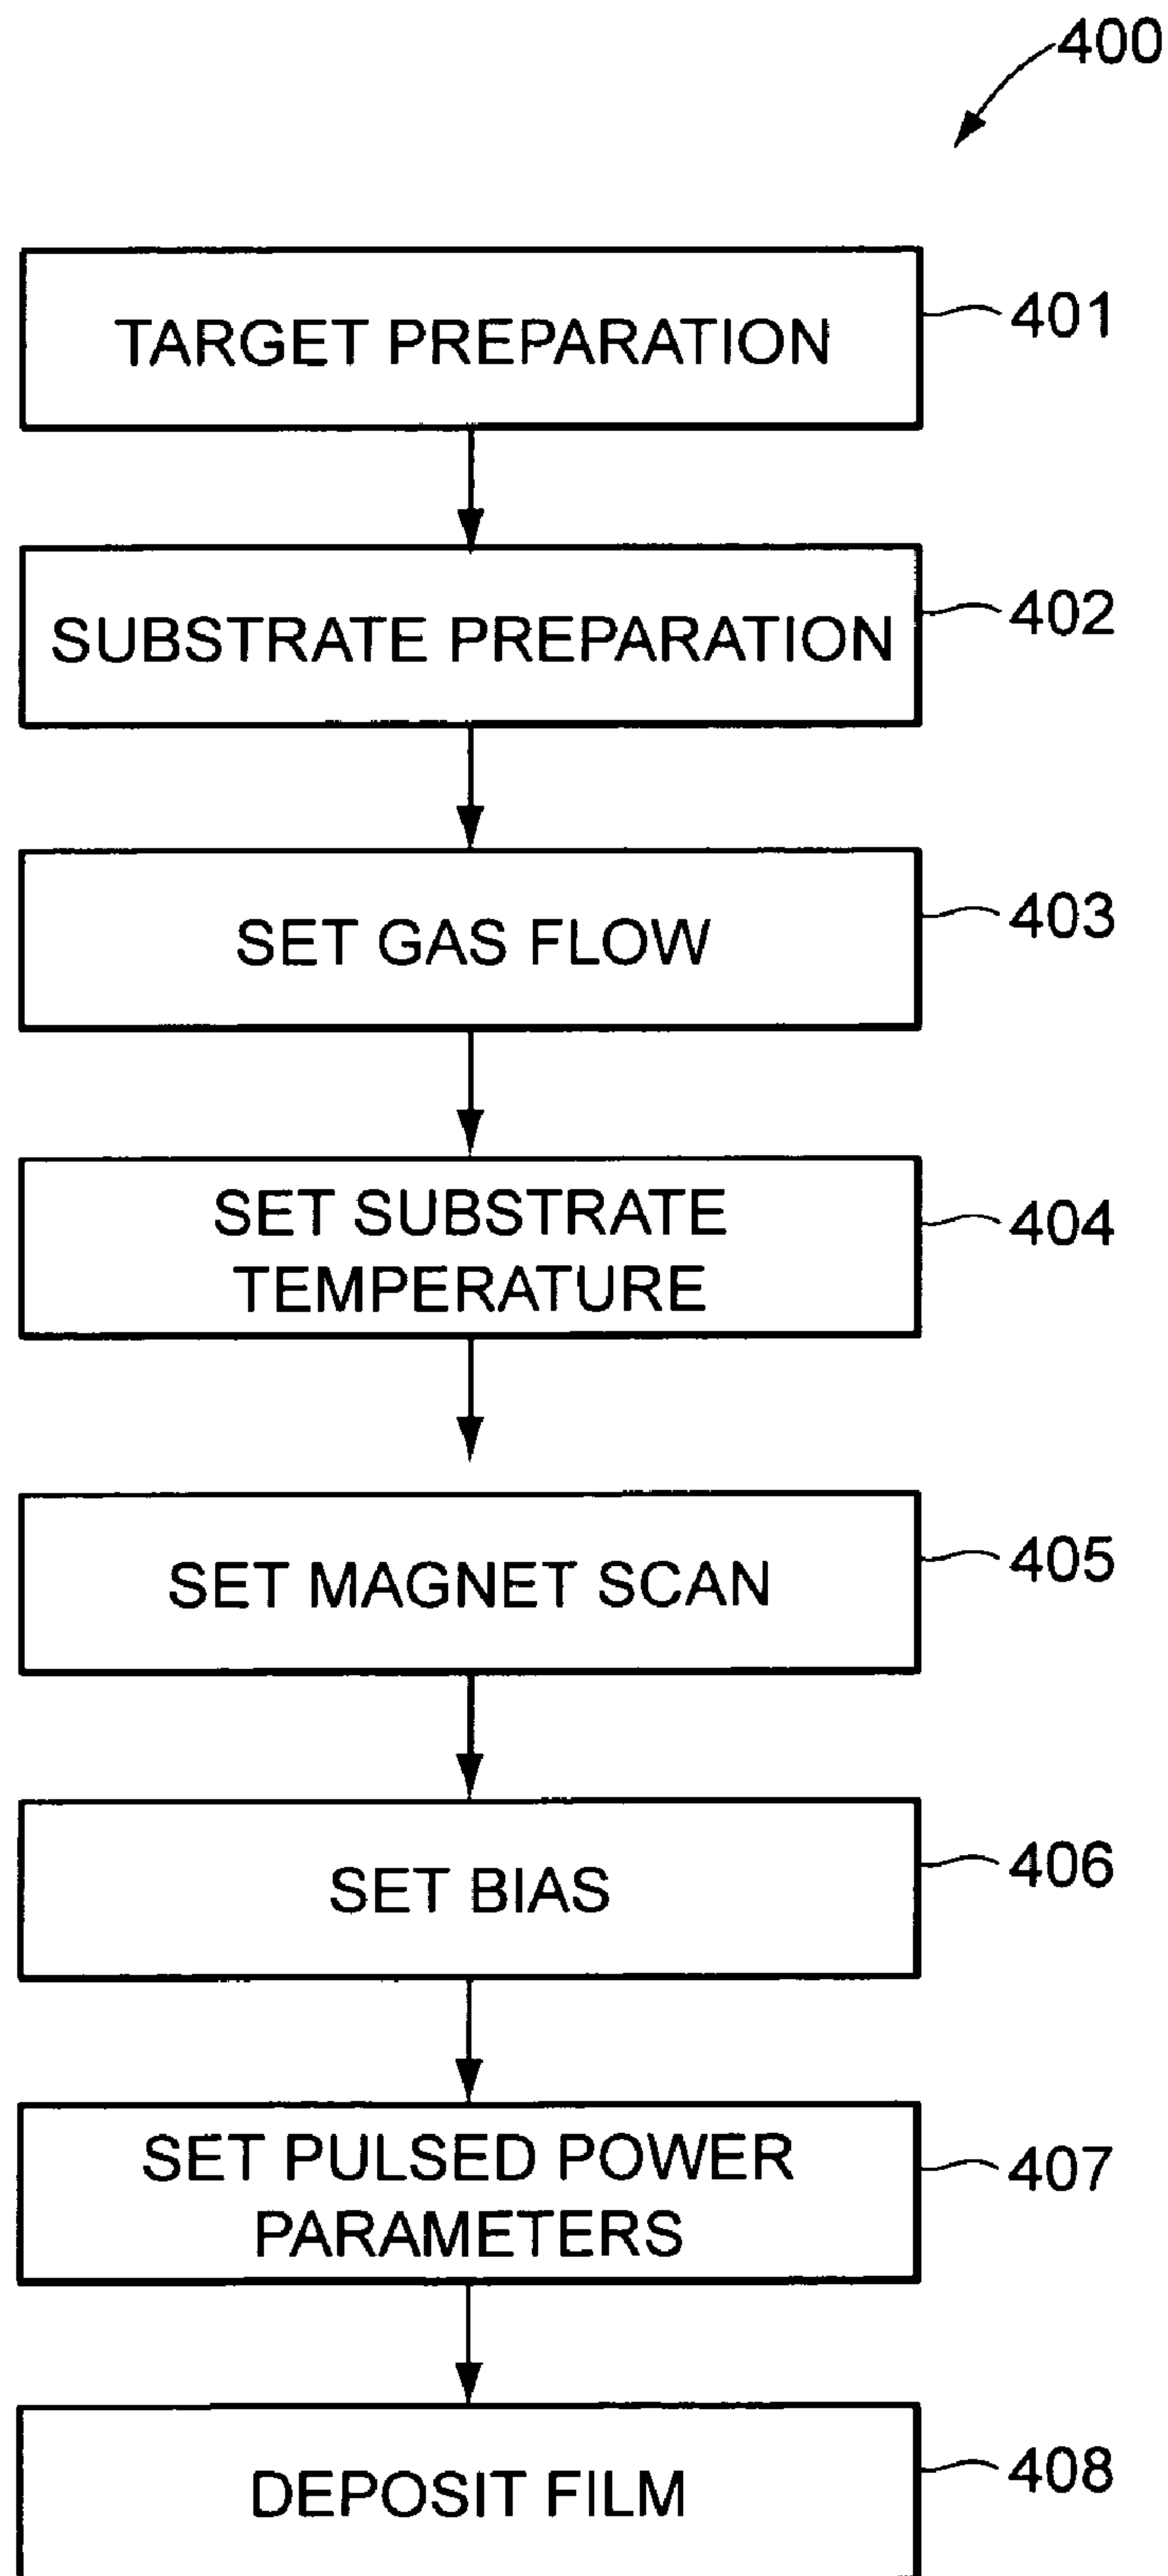 400
TARGET PREPARATION
401
SUBSTRATE PREPARATION
402
SET GAS FLOW
403
SET SUBSTRATE
TEMPERATURE
404
SET MAGNET SCAN
405
SET BIAS
406
SET PULSED POWER
PARAMETERS
407
DEPOSIT FILM
408